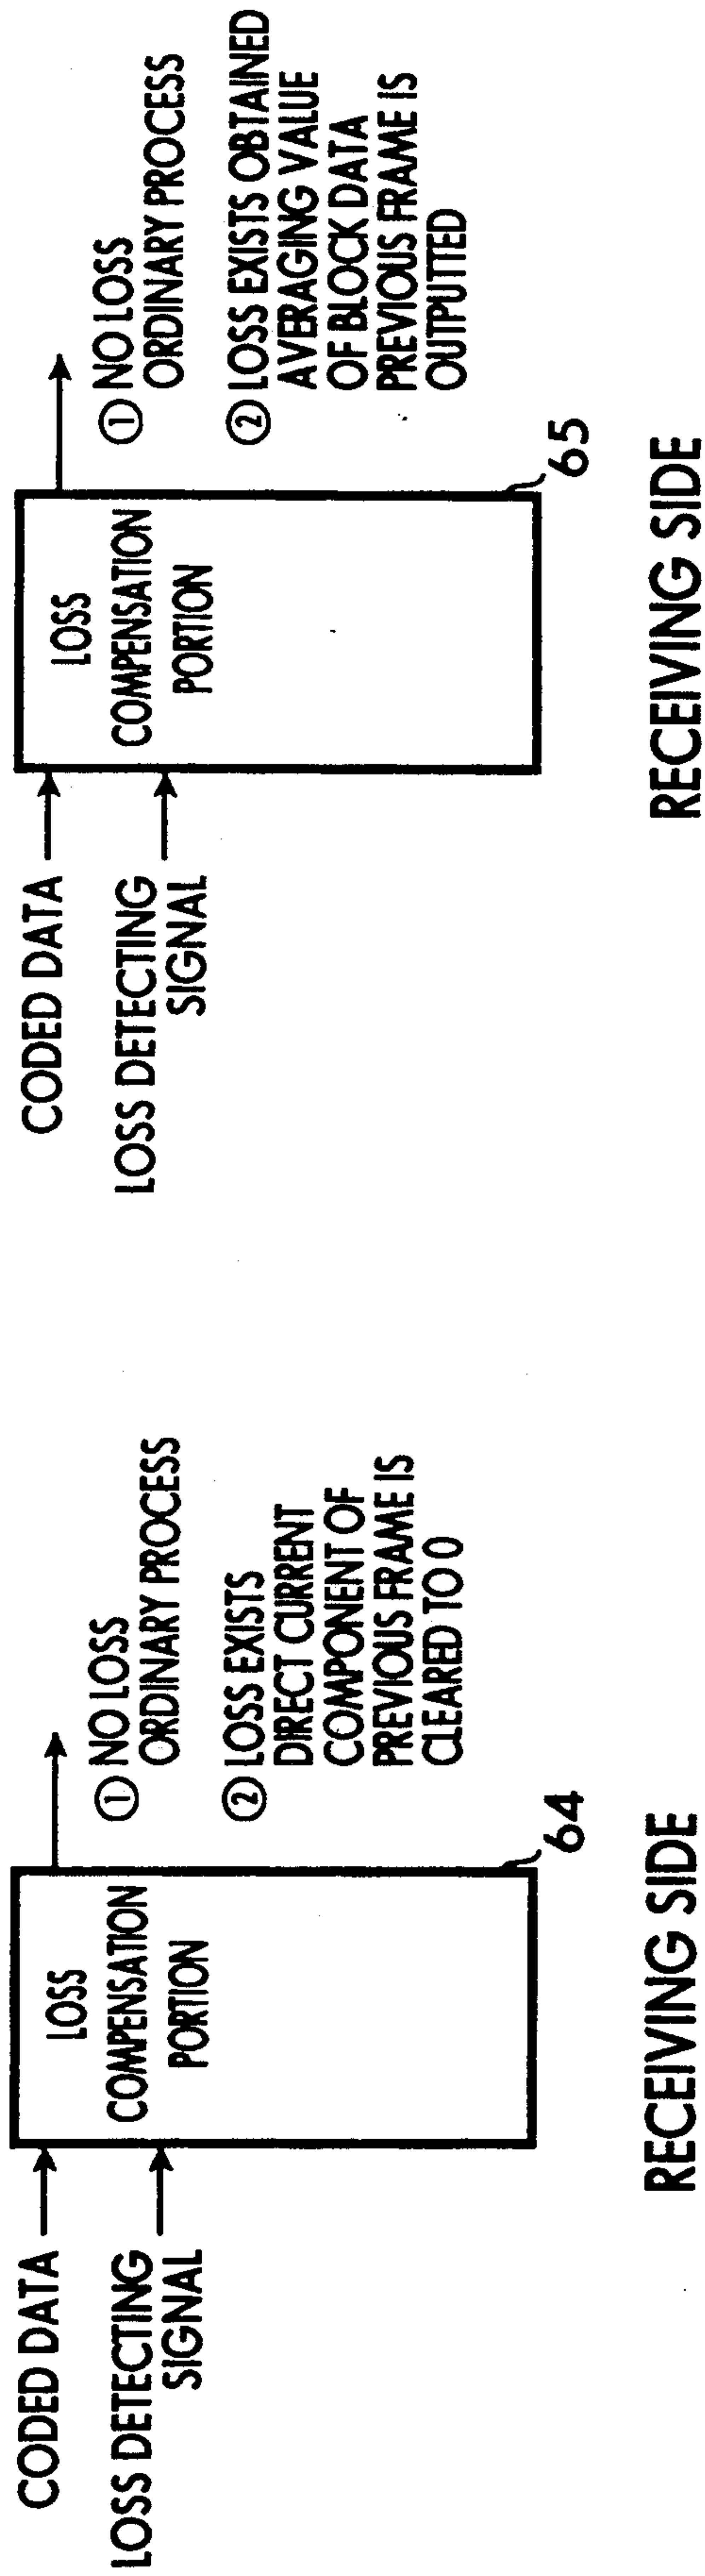 CODED DATA
LOSS DETECTING
SIGNAL
LOSS
COMPENSATION
PORTION
64
① NO LOSS
ORDINARY PROCESS
② LOSS EXISTS
DIRECT CURRENT
COMPONENT OF
PREVIOUS FRAME IS
CLEARED TO 0
RECEIVING SIDE
CODED DATA
LOSS DETECTING
SIGNAL
LOSS
COMPENSATION
PORTION
65
① NO LOSS
ORDINARY PROCESS
② LOSS EXISTS OBTAINED
AVERAGING VALUE
OF BLOCK DATA
PREVIOUS FRAME IS
OUTPUTTED
RECEIVING SIDE